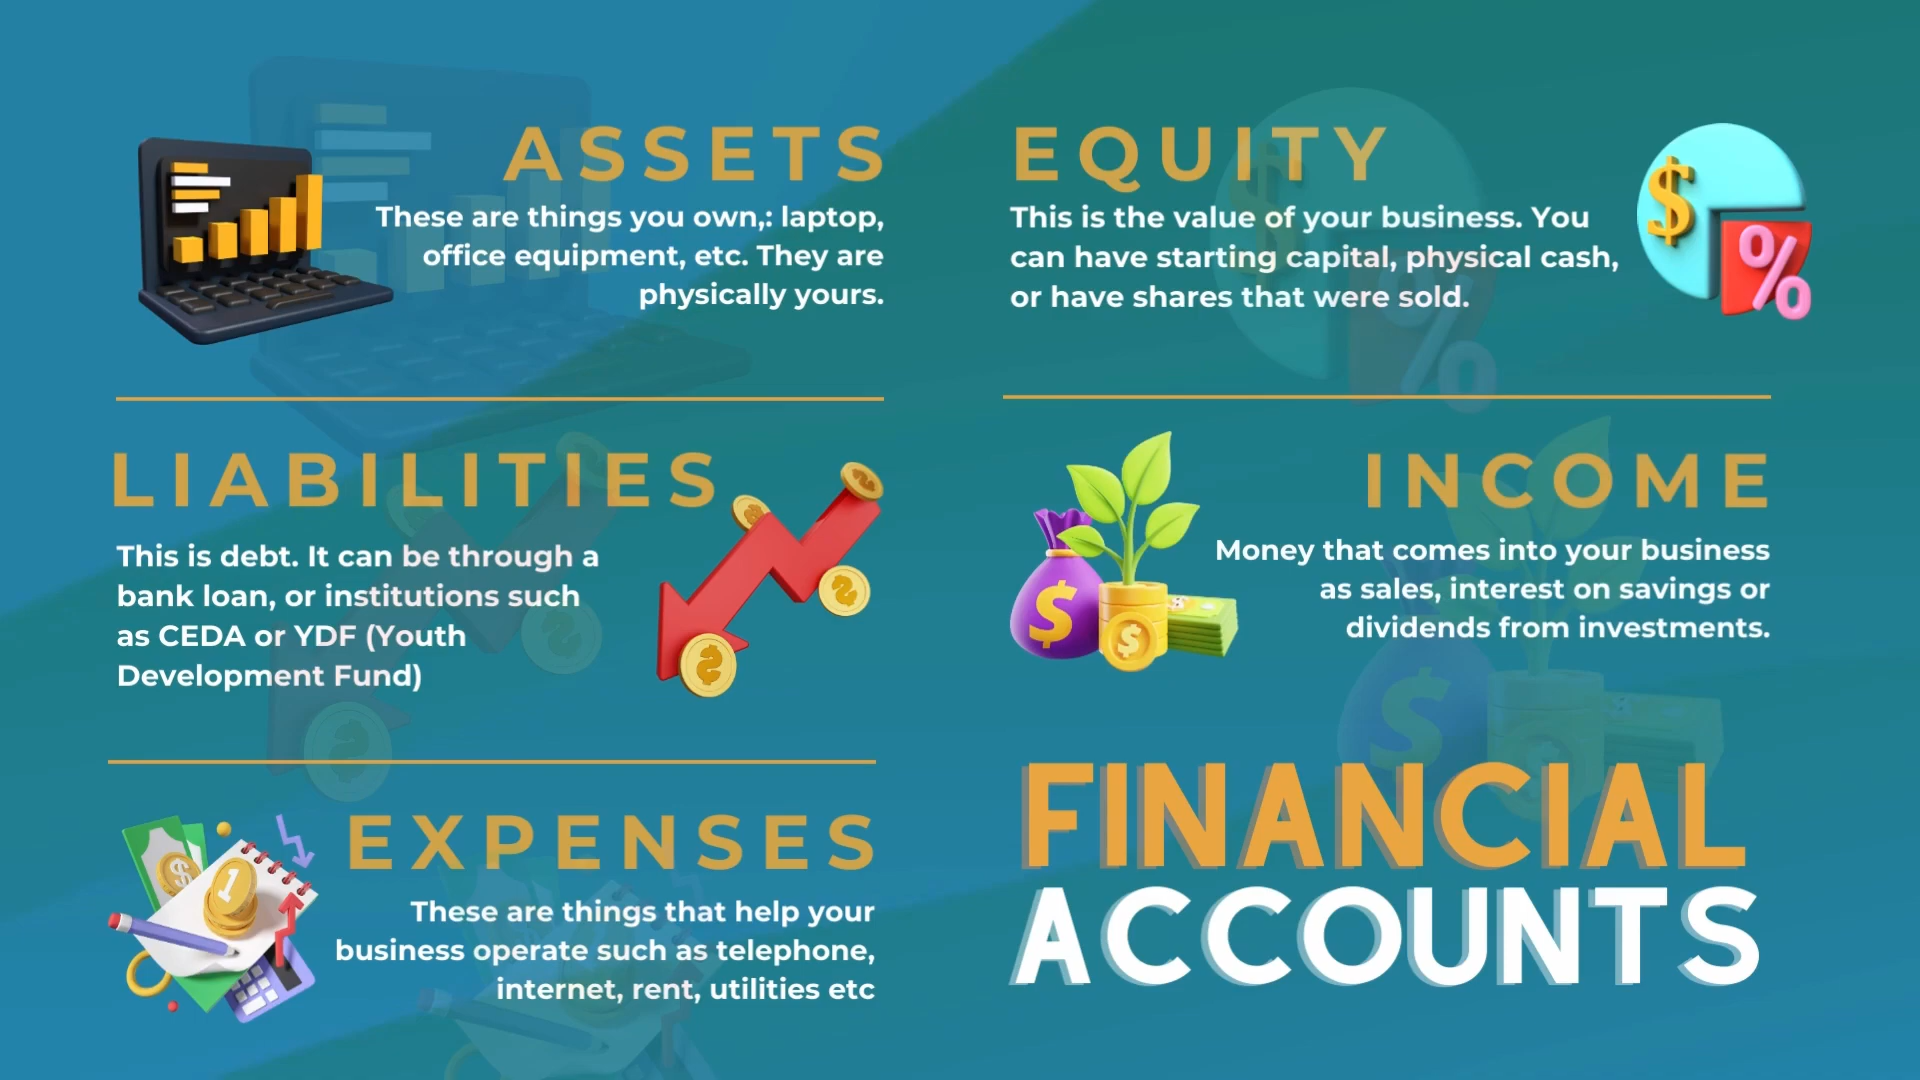 ASSETS
These are things you own,: laptop,
office equipment, etc. They are
physically yours.
EQUITY
This is the value of your business. You
can have starting capital, physical cash,
or have shares that were sold.
$
%
LIABILITIES
This is debt. It can be through a
bank loan, or institutions such
as CEDA or YDF (Youth
Development Fund)
INCOME
Money that comes into your business
as sales, interest on savings or
dividends from investments.
$
$
EXPENSES
These are things that help your
business operate such as telephone,
internet, rent, utilities etc
$
1
FINANCIAL
ACCOUNTS